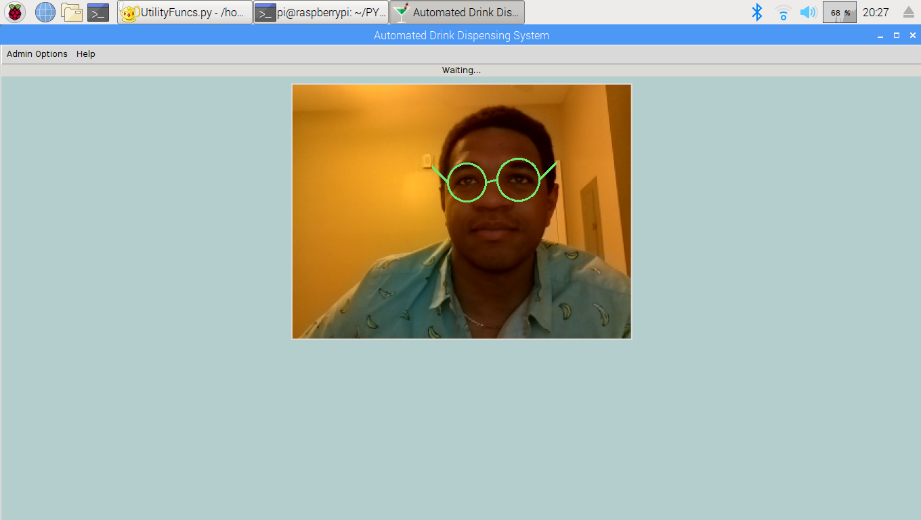 UtilityFuncs.py - /ho...
pi@raspberrypi: ~/PY...
Automated Drink Dis...
68 %
20:27
Automated Drink Dispensing System
Admin Options Help
Waiting...